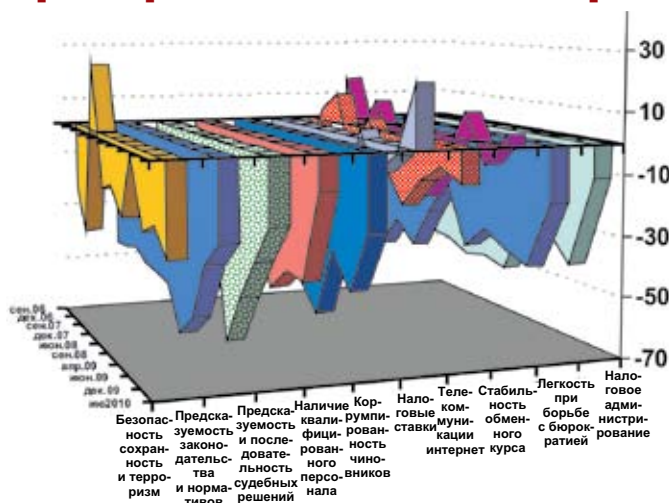 30
10
-10
-30
-50
-70
сен.06
дек.06
сен.07
дек.07
июн.08
сен.08
апр.09
июн.09
дек.09
июл2010
Безопас-
ность
сохран-
ность
и терро-
ризм
Предска-
зуемость
законо-
дательс-
тва
и норма-
тивов
Предска-
зуемость
и после-
довате-
льность
судебных
решений
Наличие
квали-
фици-
рован-
ного
персо-
нала
Кор-
румпи-
рован-
ность
чино-
вников
Нало-
говые
ставки
Теле-
ком-
муни-
кации
интернет
Стабиль-
ность
обмен-
ного
курса
Легкость
при
борьбе
с бюрок-
ратией
Нало-
говое
адми-
нистри-
рование